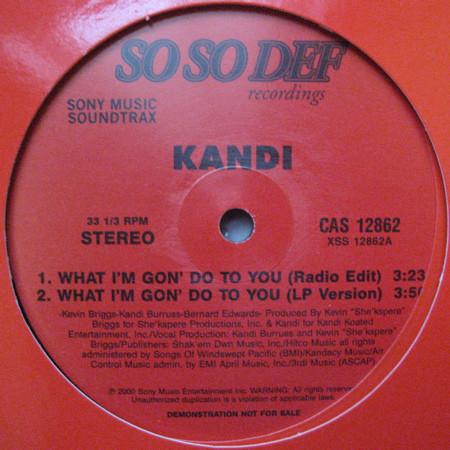 SO SO DEF
recordings
SONY MUSIC
SOUNDTRAX
KANDI
33 1/3 RPM
STEREO
CAS 12862
XSS 12862A
1. WHAT I'M GON' DO TO YOU (Radio Edit) 3:23
2. WHAT I'M GON' DO TO YOU (LP Version) 3:50
-Kevin Briggs-Kandi Burruss-Bernard Edwards- Produced By Kevin "She'kspere"
Briggs for She'kspere Productions, Inc. & Kandi for Kandi Koated
Entertainment, Inc./Vocal Production: Kandi Burruss and Kevin "She'kspere"
Briggs/Publishers: Shak'em Dwn Music, Inc./Hitco Music all rights
administered by Songs Of Windswept Pacific (BMI)/Kandacy Music/Air
Control Music admin. by EMI April Music, Inc./3rdi Music (ASCAP)
℗ 2000 Sony Music Entertainment Inc. WARNING: All rights reserved.
Unauthorized duplication is a violation of applicable laws.
DEMONSTRATION NOT FOR SALE